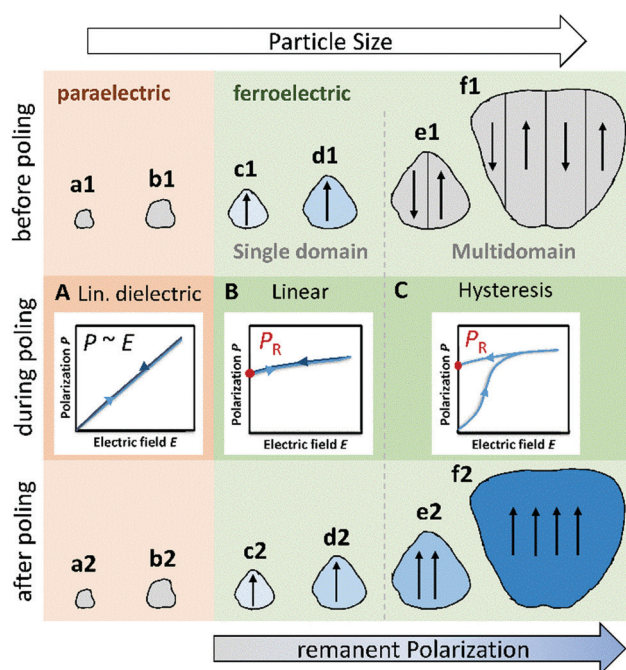 Particle Size
before poling
paraelectric
ferroelectric
f1
e1
c1
d1
a1
b1
Single domain
Multidomain
during poling
A Lin. dielectric
B Linear
C Hysteresis
Polarization P
P ~ E
Electric field E
Polarization P
PR
Electric field E
Polarization P
PR
Electric field E
after poling
f2
e2
d2
c2
b2
a2
remanent Polarization